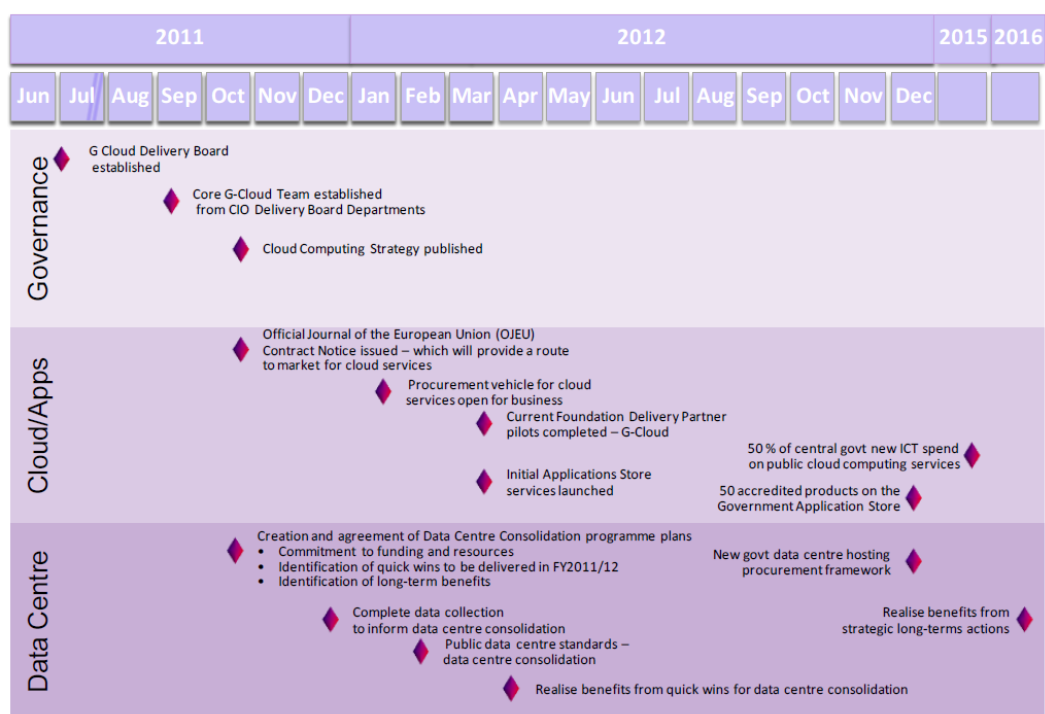 2011 2012 2015 2016
Jun Jul Aug Sep Oct Nov Dec Jan Feb Mar Apr May Jun Jul Aug Sep Oct Nov Dec
Governance
G Cloud Delivery Board
established
Core G-Cloud Team established
from CIO Delivery Board Departments
Cloud Computing Strategy published
Cloud/Apps
Official Journal of the European Union (OJEU)
Contract Notice issued – which will provide a route
to market for cloud services
Procurement vehicle for cloud
services open for business
Current Foundation Delivery Partner
pilots completed – G-Cloud
Initial Applications Store
services launched
50 % of central govt new ICT spend
on public cloud computing services
50 accredited products on the
Government Application Store
Data Centre
Creation and agreement of Data Centre Consolidation programme plans
• Commitment to funding and resources
• Identification of quick wins to be delivered in FY2011/12
• Identification of long-term benefits
New govt data centre hosting
procurement framework
Complete data collection
to inform data centre consolidation
Realise benefits from
strategic long-terms actions
Public data centre standards –
data centre consolidation
Realise benefits from quick wins for data centre consolidation